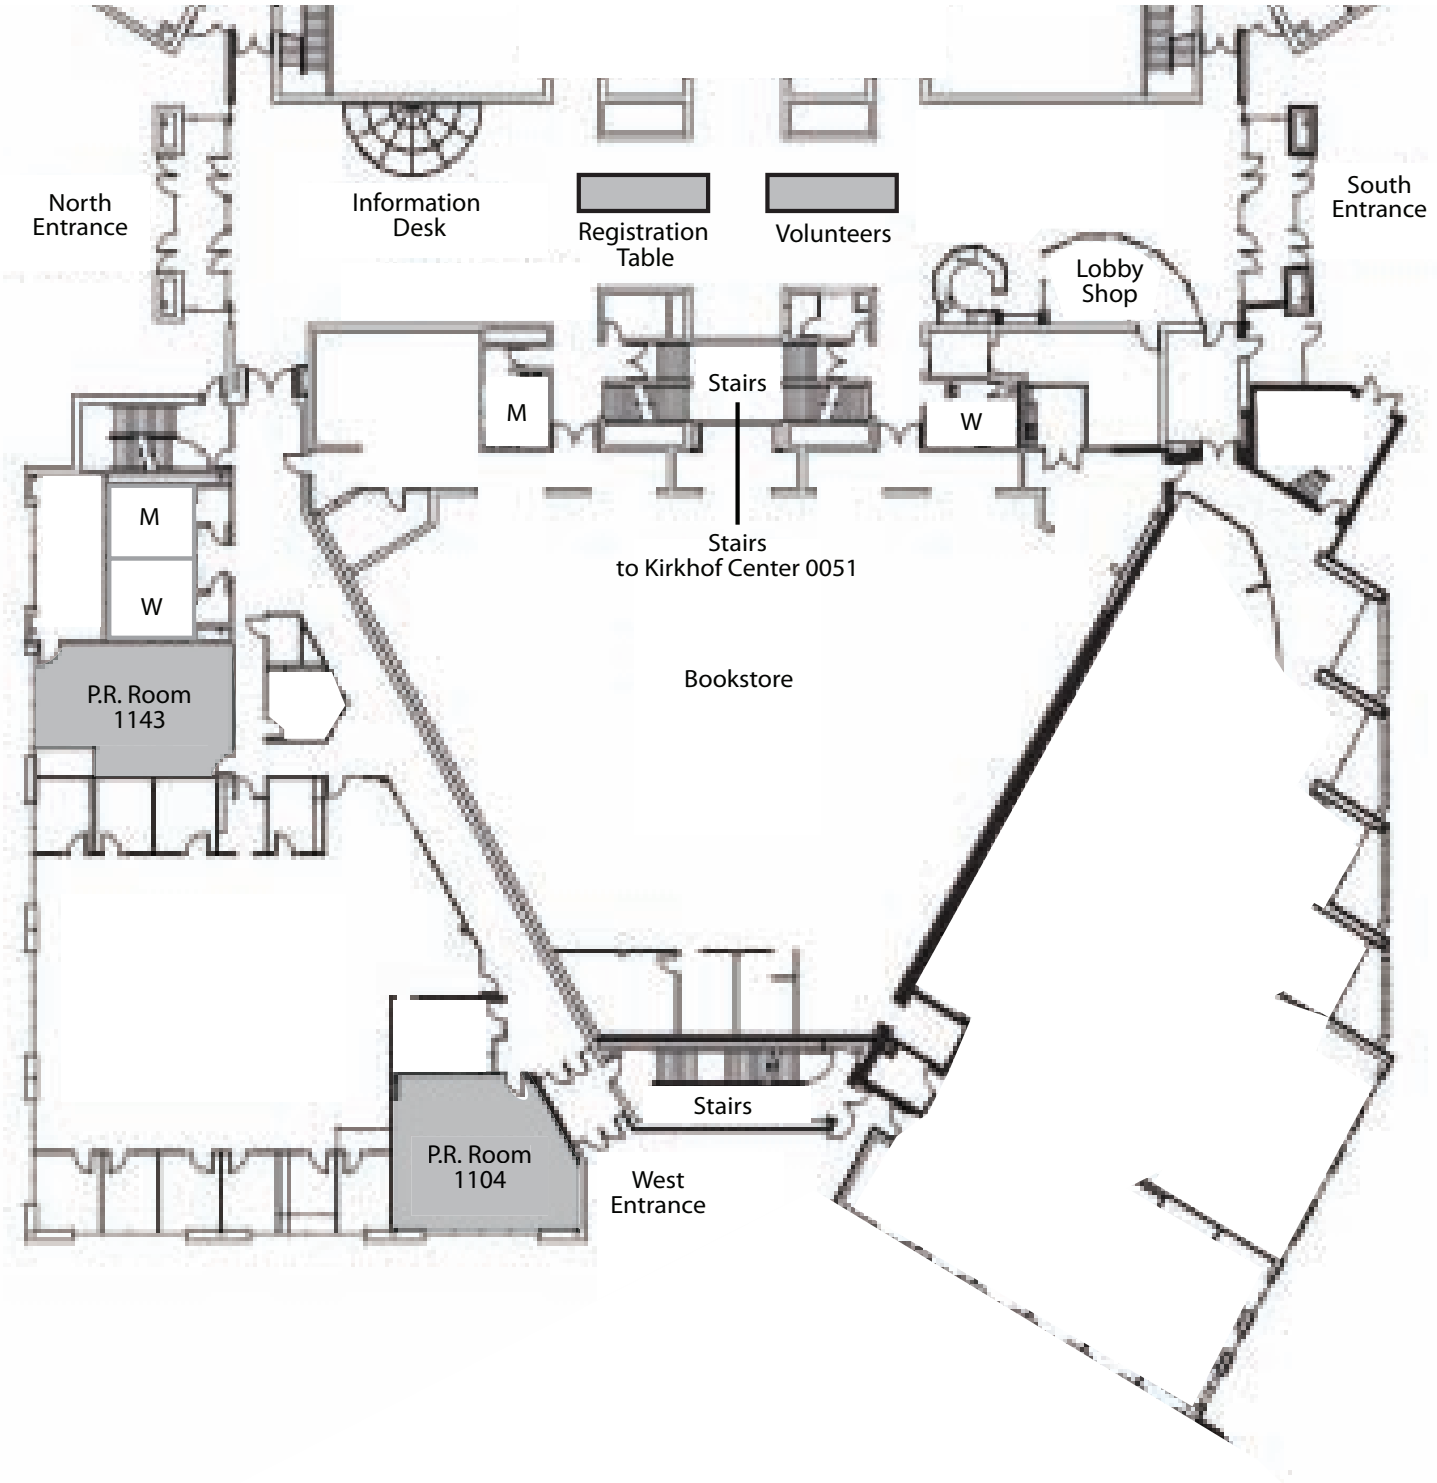 North
Entrance
Information
Desk
Registration
Table
Volunteers
South
Entrance
Lobby
Shop
Stairs
M
W
Stairs
to Kirkhof Center 0051
M
W
Bookstore
P.R. Room
1143
Stairs
P.R. Room
1104
West
Entrance